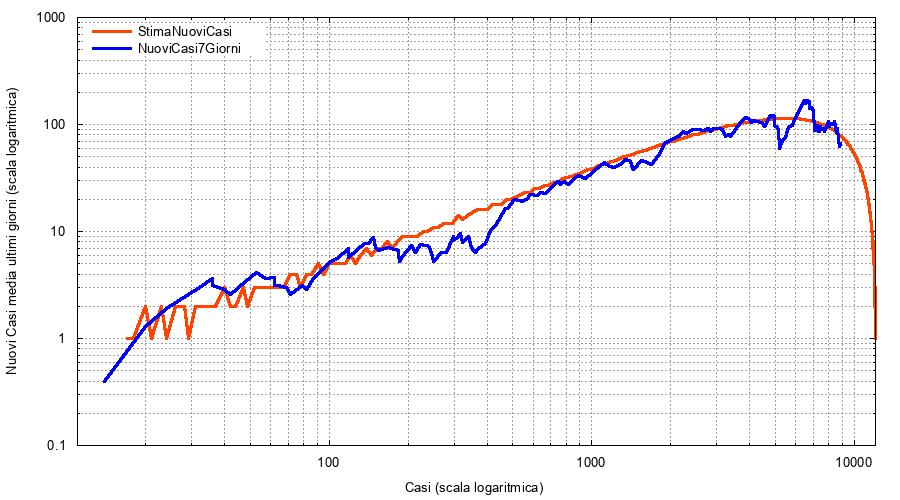 1000
StimaNuoviCasi
NuoviCasi7Giorni
100
10
1
0.1
Nuovi Casi media ultimi giorni (scala logaritmica)
100
1000
10000
Casi (scala logaritmica)